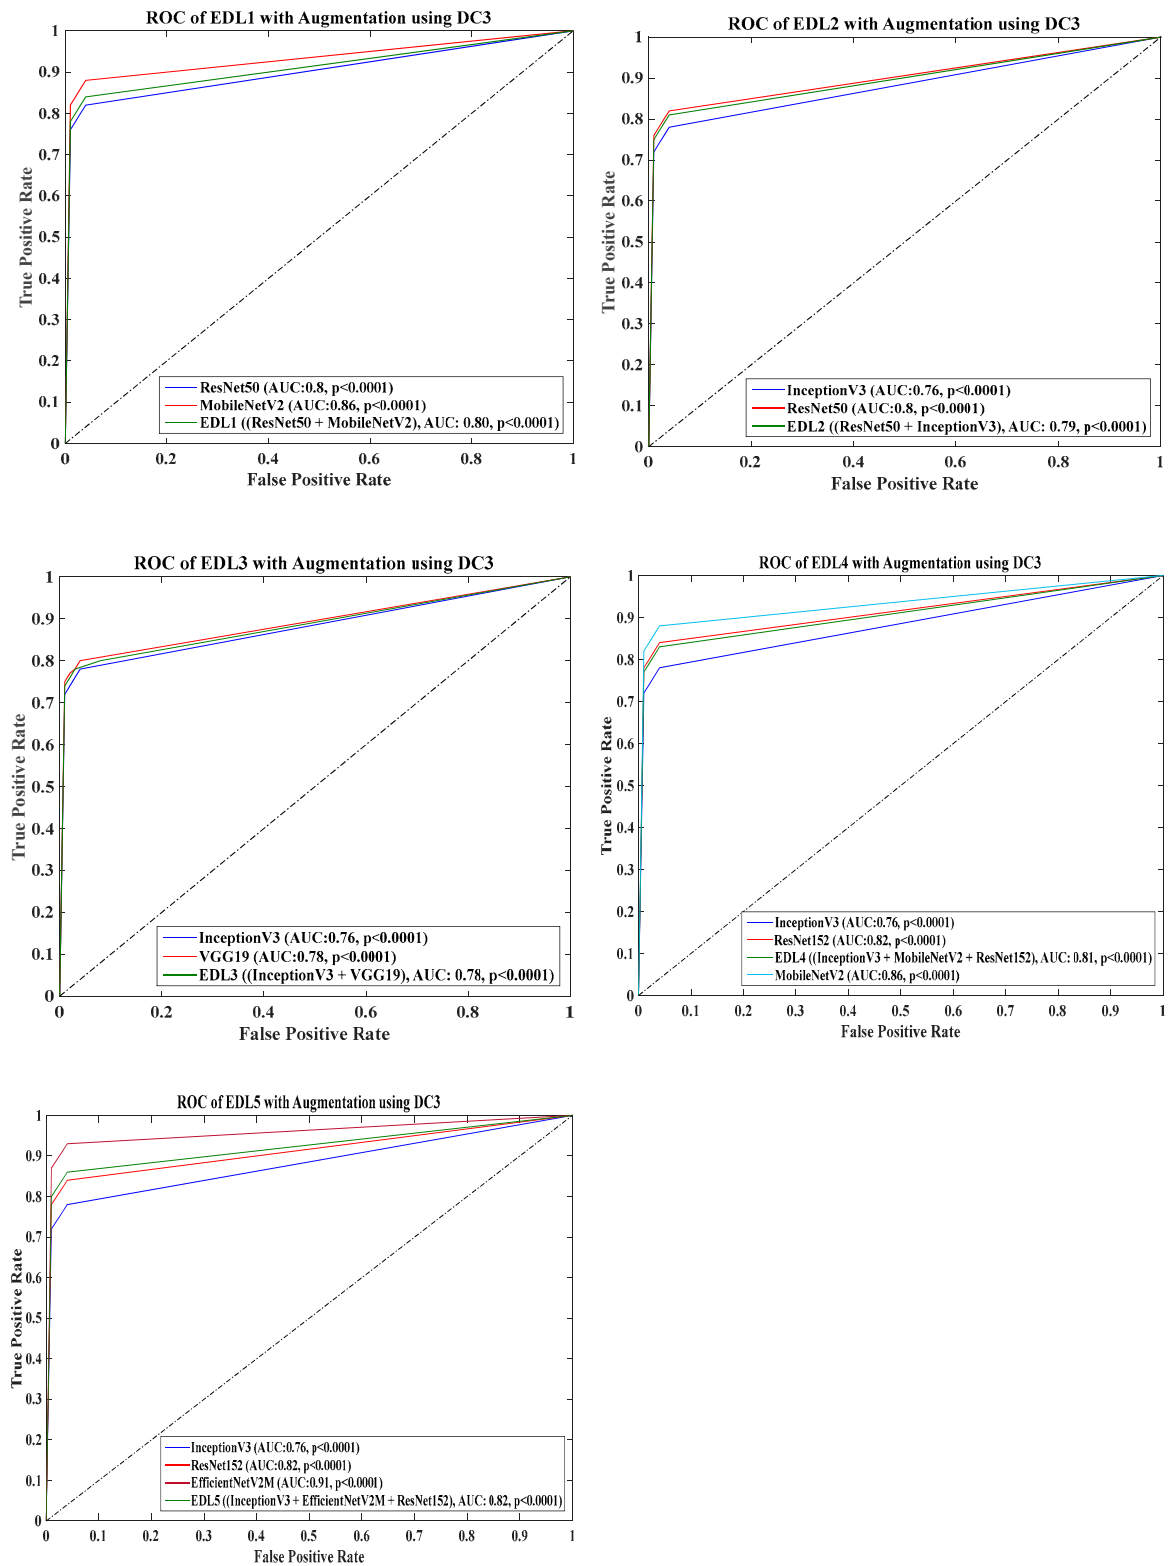 ROC of EDL1 with Augmentation using DC3
1
0.9
0.8
0.7
0.6
0.5
0.4
0.3
0.2
0.1
0
True Positive Rate
ResNet50 (AUC:0.8, p<0.0001)
MobileNetV2 (AUC:0.86, p<0.0001)
EDL1 ((ResNet50 + MobileNetV2), AUC: 0.80, p<0.0001)
0 0.2 0.4 0.6 0.8 1
False Positive Rate
ROC of EDL2 with Augmentation using DC3
1
0.9
0.8
0.7
0.6
0.5
0.4
0.3
0.2
0.1
0
True Positive Rate
InceptionV3 (AUC:0.76, p<0.0001)
ResNet50 (AUC:0.8, p<0.0001)
EDL2 ((ResNet50 + InceptionV3), AUC: 0.79, p<0.0001)
0 0.2 0.4 0.6 0.8 1
False Positive Rate
ROC of EDL3 with Augmentation using DC3
1
0.9
0.8
0.7
0.6
0.5
0.4
0.3
0.2
0.1
0
True Positive Rate
InceptionV3 (AUC:0.76, p<0.0001)
VGG19 (AUC:0.78, p<0.0001)
EDL3 ((InceptionV3 + VGG19), AUC: 0.78, p<0.0001)
0 0.2 0.4 0.6 0.8 1
False Positive Rate
ROC of EDL4 with Augmentation using DC3
1
0.9
0.8
0.7
0.6
0.5
0.4
0.3
0.2
0.1
0
True Positive Rate
InceptionV3 (AUC:0.76, p<0.0001)
ResNet152 (AUC:0.82, p<0.0001)
EDL4 ((InceptionV3 + MobileNetV2 + ResNet152), AUC: 0.81, p<0.0001)
MobileNetV2 (AUC:0.86, p<0.0001)
0 0.1 0.2 0.3 0.4 0.5 0.6 0.7 0.8 0.9 1
False Positive Rate
ROC of EDL5 with Augmentation using DC3
1
0.9
0.8
0.7
0.6
0.5
0.4
0.3
0.2
0.1
0
True Positive Rate
InceptionV3 (AUC:0.76, p<0.0001)
ResNet152 (AUC:0.82, p<0.0001)
EfficientNetV2M (AUC:0.91, p<0.0001)
EDL5 ((InceptionV3 + EfficientNetV2M + ResNet152), AUC: 0.82, p<0.0001)
0 0.1 0.2 0.3 0.4 0.5 0.6 0.7 0.8 0.9 1
False Positive Rate